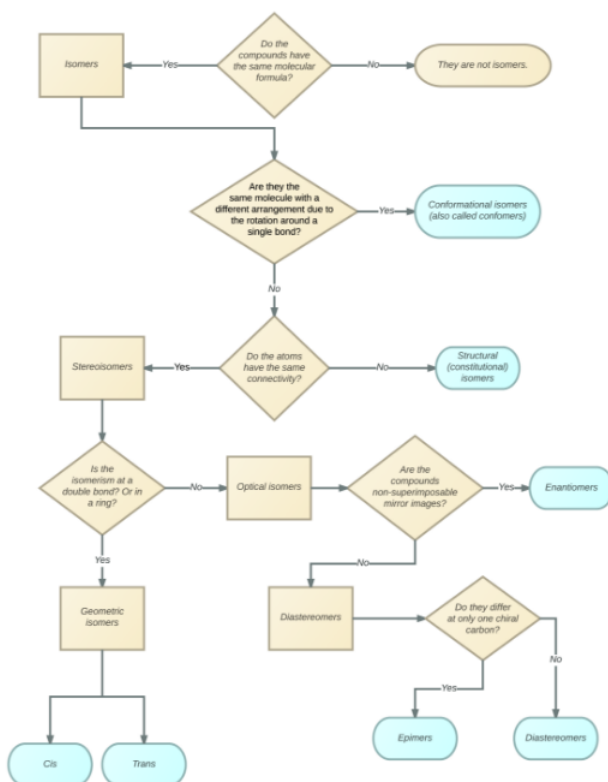 Do the
compounds have
the same molecular
formula?
Isomers
Yes
No
They are not isomers.
Are they the
same molecule with a
different arrangement due to
the rotation around a
single bond?
Yes
Conformational isomers
(also called confomers)
No
Do the atoms
have the same
connectivity?
Stereoisomers
Yes
No
Structural
(constitutional)
isomers
Is the
isomerism at a
double bond? Or in
a ring?
No
Optical isomers
Are the
compounds
non-superimposable
mirror images?
Yes
Enantiomers
Yes
No
Geometric
isomers
Diastereomers
Do they differ
at only one chiral
carbon?
Yes
No
Cis
Trans
Epimers
Diastereomers